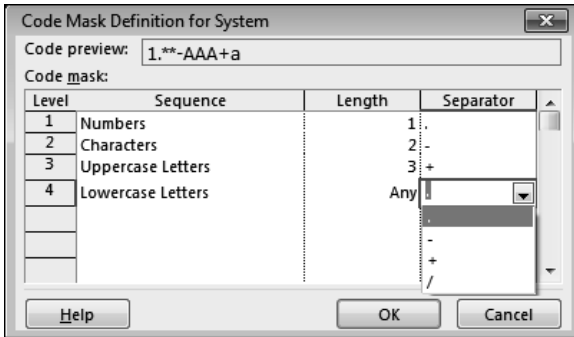 Code Mask Definition for System
Code preview: 1.**-AAA+a
Code mask:
Level Sequence Length Separator
1 Numbers 1 .
2 Characters 2 -
3 Uppercase Letters 3 +
4 Lowercase Letters Any .
.
-
+
/
Help OK Cancel